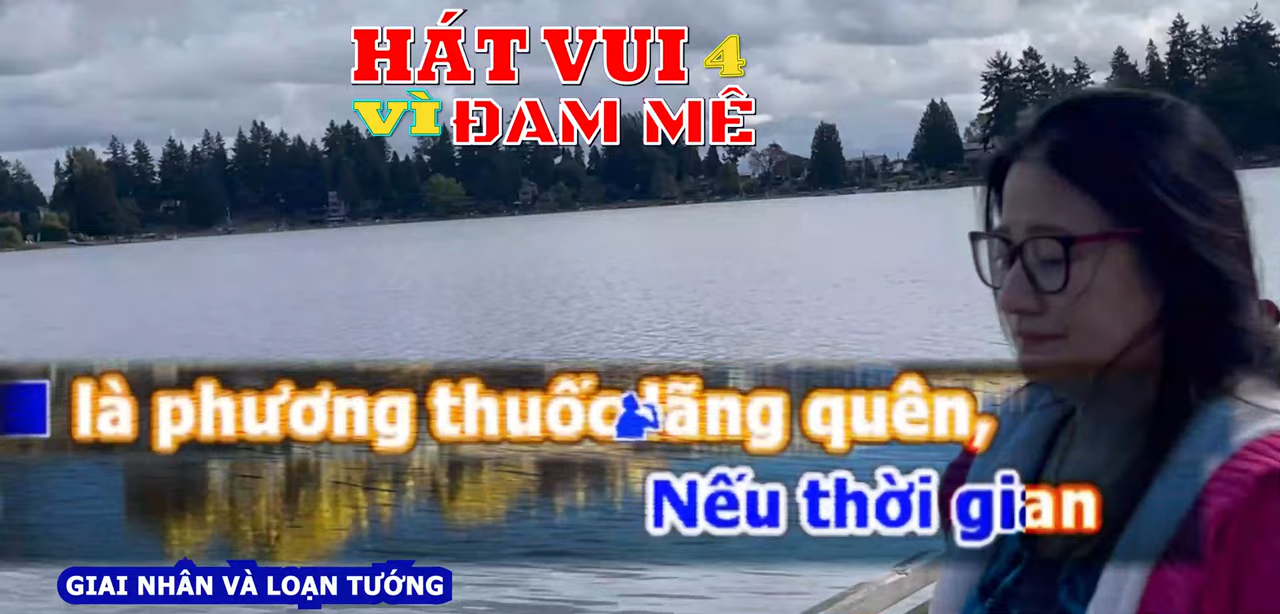 HÁT VUI 4
VÌ ĐAM MÊ
là phương thuốc lãng quên,
Nếu thời gian
GIAI NHÂN VÀ LOẠN TƯỚNG